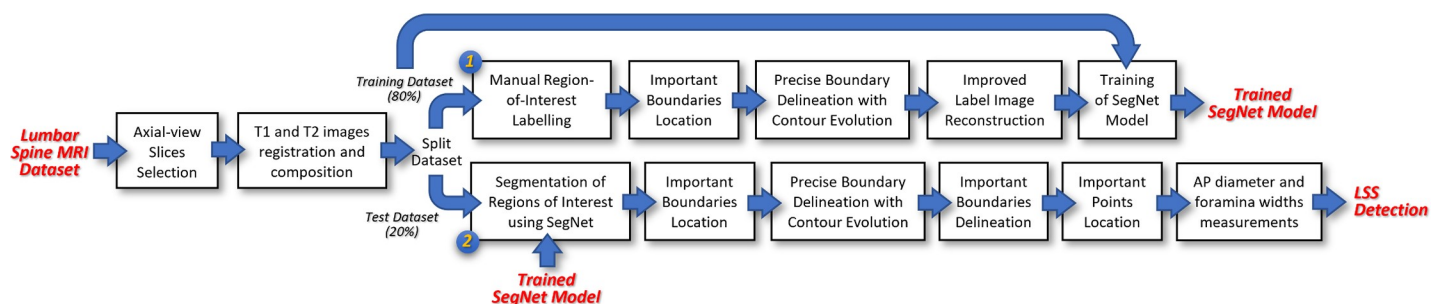 Lumbar
Spine MRI
Dataset
Axial-view
Slices
Selection
T1 and T2 images
registration and
composition
Split
Dataset
Training Dataset
(80%)
1
Manual Region-
of-Interest
Labelling
Important
Boundaries
Location
Precise Boundary
Delineation with
Contour Evolution
Improved
Label Image
Reconstruction
Training
of SegNet
Model
Trained
SegNet Model
Test Dataset
(20%)
2
Segmentation of
Regions of Interest
using SegNet
Trained
SegNet Model
Important
Boundaries
Location
Precise Boundary
Delineation with
Contour Evolution
Important
Boundaries
Delineation
Important
Points
Location
AP diameter and
foramina widths
measurements
LSS
Detection